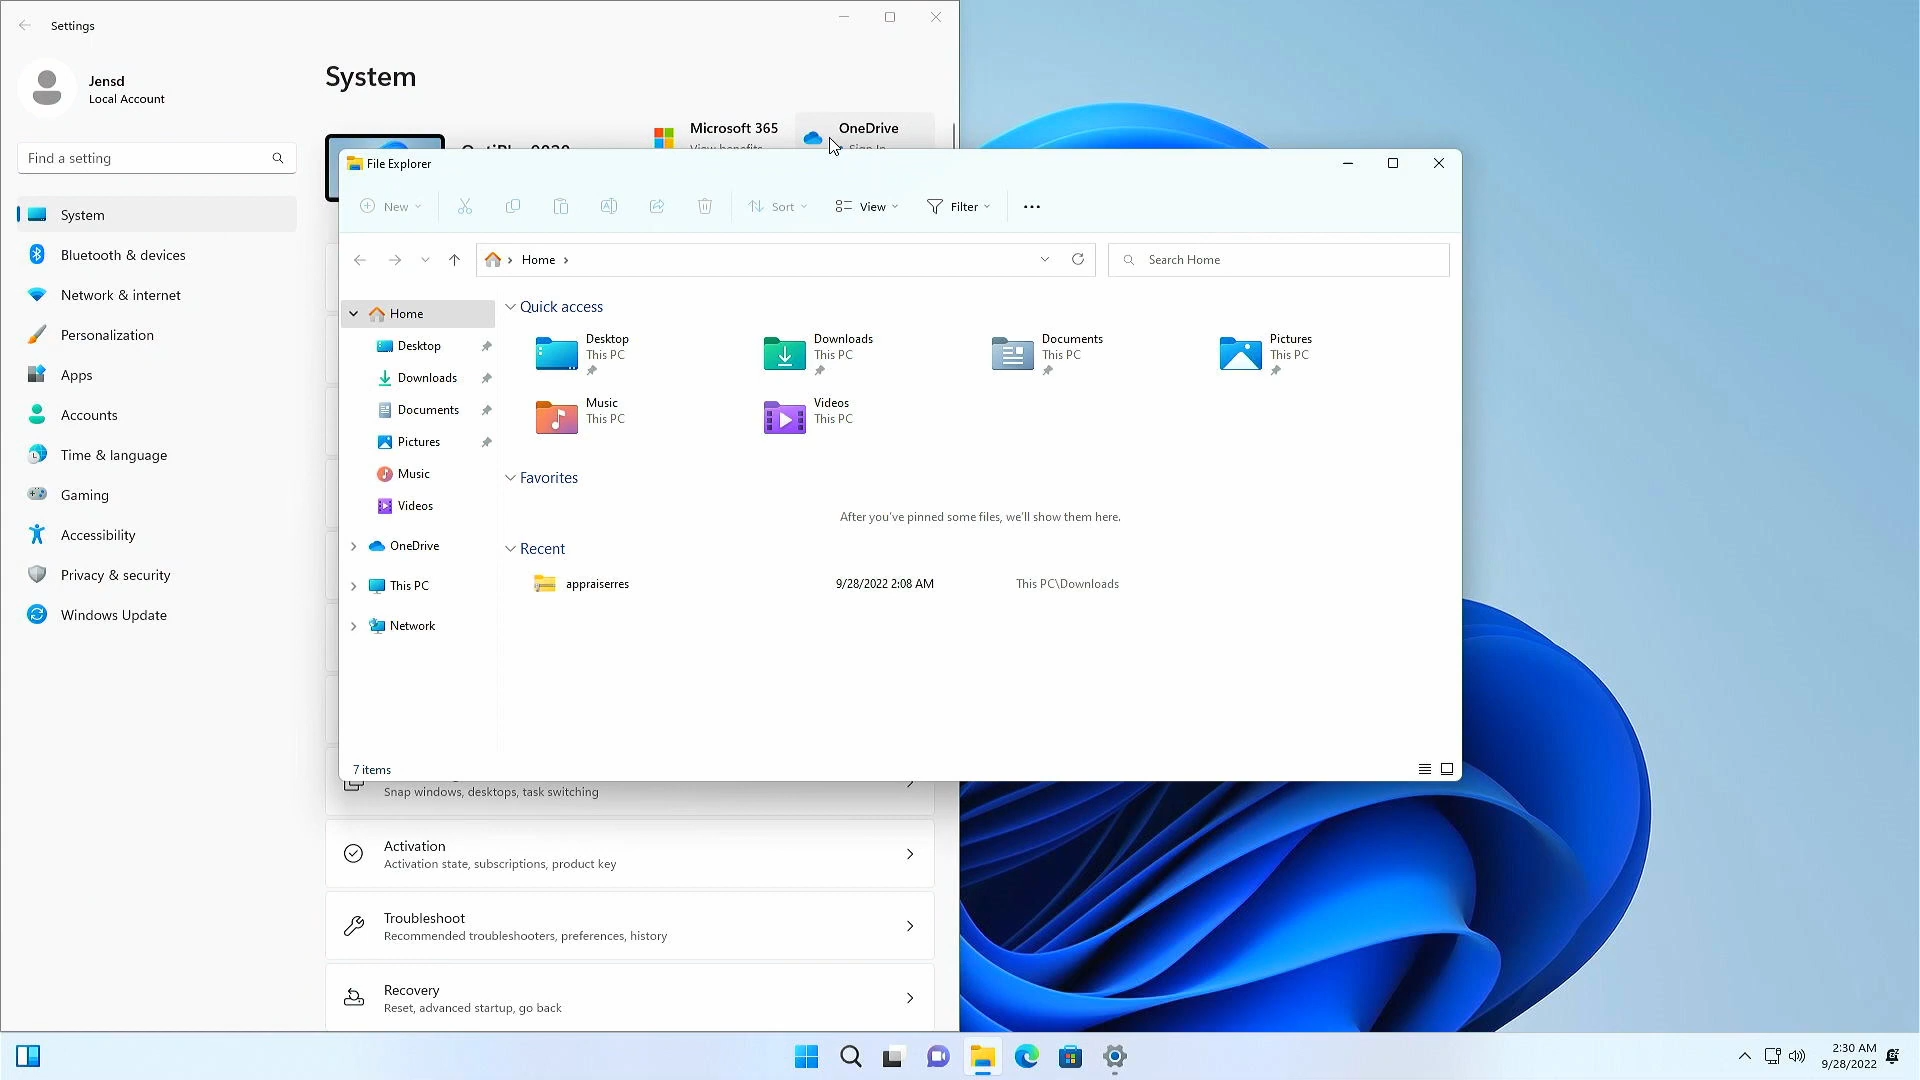 Settings
Jensd
Local Account
Find a setting
System
Bluetooth & devices
Network & internet
Personalization
Apps
Accounts
Time & language
Gaming
Accessibility
Privacy & security
Windows Update
System
Microsoft 365
View benefits
OneDrive
Sign In
File Explorer
New
Sort
View
Filter
Home
Search Home
Home
Desktop
Downloads
Documents
Pictures
Music
Videos
OneDrive
This PC
Network
Quick access
Desktop
This PC
Downloads
This PC
Documents
This PC
Pictures
This PC
Music
This PC
Videos
This PC
Favorites
After you've pinned some files, we'll show them here.
Recent
appraiserres 9/28/2022 2:08 AM This PC\Downloads
7 items
Snap windows, desktops, task switching
Activation
Activation state, subscriptions, product key
Troubleshoot
Recommended troubleshooters, preferences, history
Recovery
Reset, advanced startup, go back
2:30 AM
9/28/2022